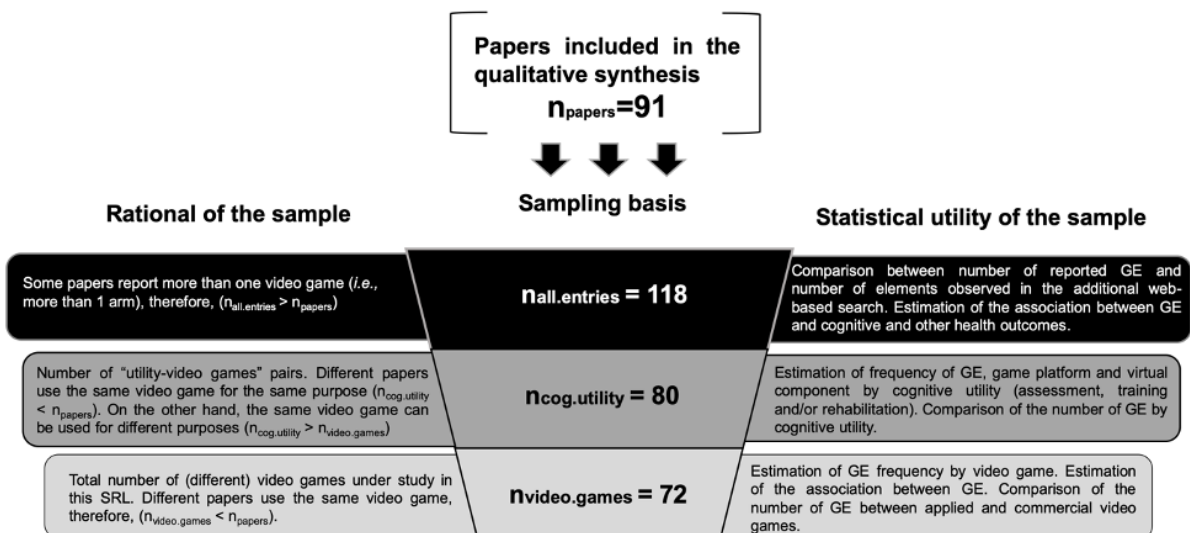 Papers included in the
qualitative synthesis
npapers=91
Sampling basis
Rational of the sample
Statistical utility of the sample
Some papers report more than one video game (i.e.,
more than 1 arm), therefore, (nall.entries > npapers)
nall.entries = 118
Comparison between number of reported GE and
number of elements observed in the additional web-
based search. Estimation of the association between GE
and cognitive and other health outcomes.
Number of “utility-video games” pairs. Different papers
use the same video game for the same purpose (ncog.utility
< npapers). On the other hand, the same video game can
be used for different purposes (ncog.utility > nvideo.games)
ncog.utility = 80
Estimation of frequency of GE, game platform and virtual
component by cognitive utility (assessment, training
and/or rehabilitation). Comparison of the number of GE by
cognitive utility.
Total number of (different) video games under study in
this SRL. Different papers use the same video game,
therefore, (nvideo.games < npapers).
nvideo.games = 72
Estimation of GE frequency by video game. Estimation
of the association between GE. Comparison of the
number of GE between applied and commercial video
games.